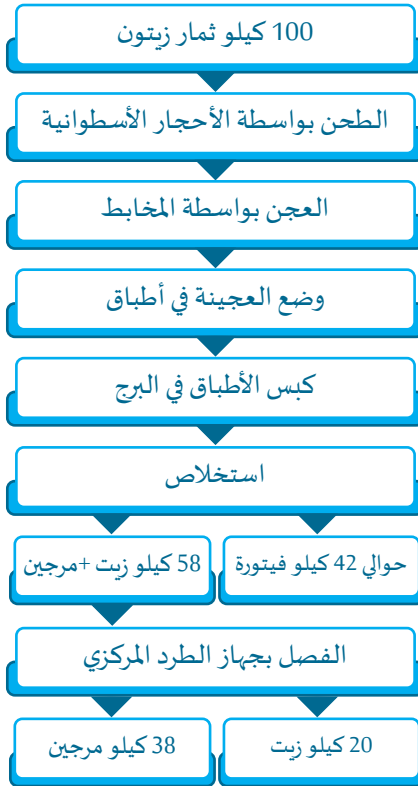 100 كيلو ثمار زيتون
الطحن بواسطة الأحجار الأسطوانية
العجن بواسطة المخابط
وضع العجينة في أطباق
كبس الأطباق في البرج
استخلاص
حوالي 42 كيلو فيتورة
58 كيلو زيت +مرجين
الفصل بجهاز الطرد المركزي
20 كيلو زيت
38 كيلو مرجين